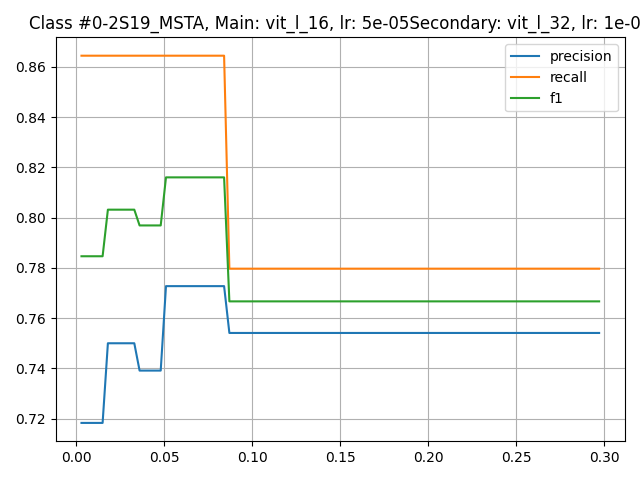 Class #0-2S19_MSTA, Main: vit_l_16, lr: 5e-05Secondary: vit_l_32, lr: 1e-0
precision
recall
f1
0.86
0.84
0.82
0.80
0.78
0.76
0.74
0.72
0.00 0.05 0.10 0.15 0.20 0.25 0.30